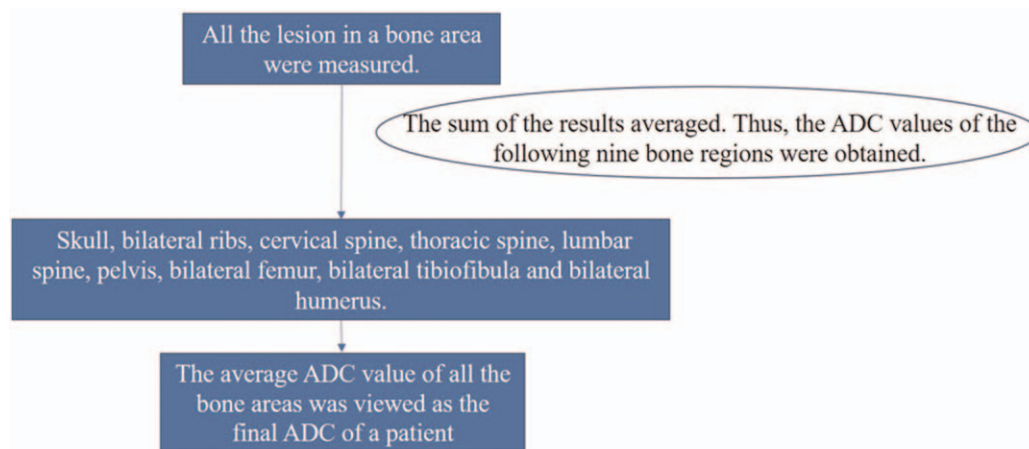 All the lesion in a bone area
were measured.
The sum of the results averaged. Thus, the ADC values of the
following nine bone regions were obtained.
Skull, bilateral ribs, cervical spine, thoracic spine, lumbar
spine, pelvis, bilateral femur, bilateral tibiofibula and bilateral
humerus.
The average ADC value of all the
bone areas was viewed as the
final ADC of a patient